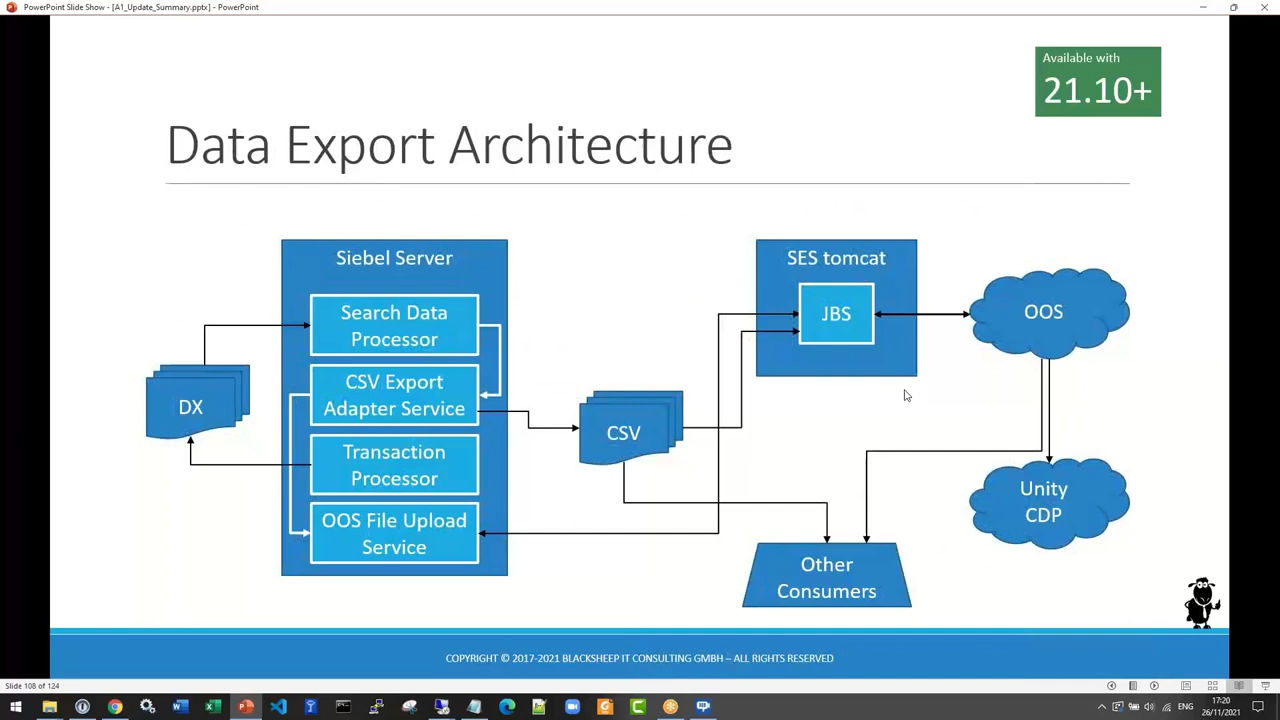 PowerPoint Slide Show - [A1_Update_Summary.pptx] - PowerPoint
Available with
21.10+
Data Export Architecture
Siebel Server
Search Data
Processor
CSV Export
Adapter Service
Transaction
Processor
OOS File Upload
Service
DX
CSV
SES tomcat
JBS
OOS
Unity
CDP
Other
Consumers
COPYRIGHT © 2017-2021 BLACKSHEEP IT CONSULTING GMBH – ALL RIGHTS RESERVED
Slide 108 of 124
ENG
17:20
26/11/2021